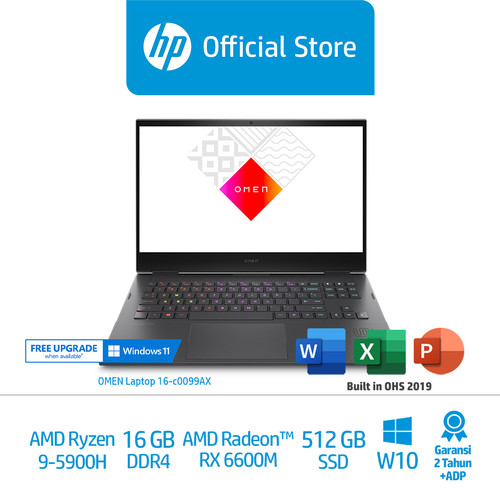 hp Official Store
OMEN
OMEN
FREE UPGRADE
when available*
Windows 11
OMEN Laptop 16-c0099AX
W X P
Built in OHS 2019
AMD Ryzen
9-5900H
16 GB
DDR4
AMD Radeon™
RX 6600M
512 GB
SSD
W10
Garansi
2 Tahun
+ADP